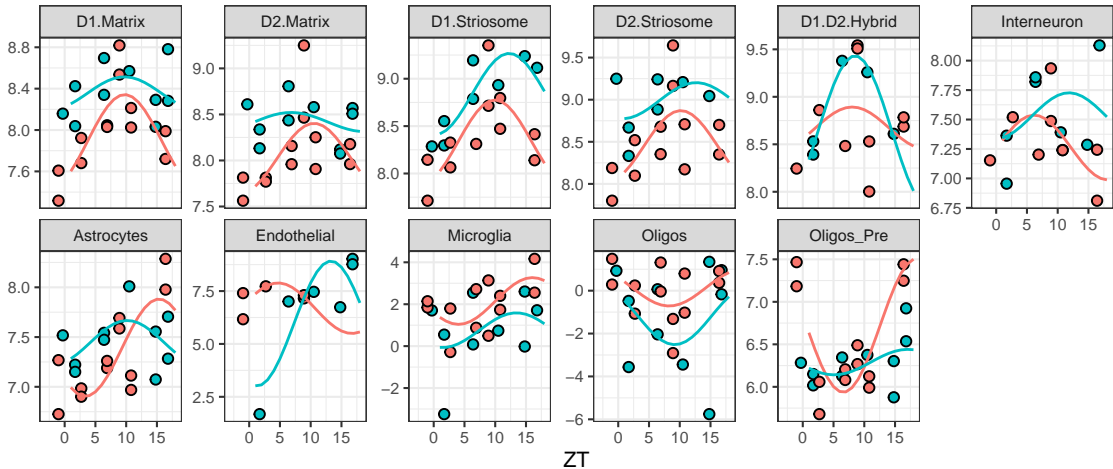 D1.Matrix D2.Matrix D1.Striosome D2.Striosome D1.D2.Hybrid Interneuron
8.8 8.4 8.0 7.6
9.0 8.5 8.0 7.5
9.0 8.5 8.0
9.5 9.0 8.5 8.0
9.5 9.0 8.5 8.0
8.00 7.75 7.50 7.25 7.00 6.75
0 5 10 15
Astrocytes Endothelial Microglia Oligos Oligos_Pre
8.0 7.5 7.0
7.5 5.0 2.5
4 2 0 −2
2 0 −2 −4 −6
7.5 7.0 6.5 6.0
0 5 10 15 0 5 10 15 0 5 10 15 0 5 10 15 0 5 10 15
ZT